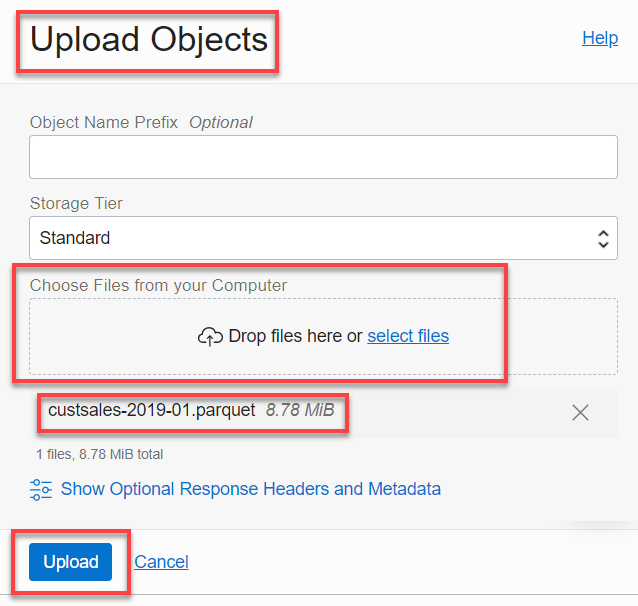 Upload Objects
Help
Object Name Prefix Optional
Storage Tier
Standard
Choose Files from your Computer
Drop files here or select files
custsales-2019-01.parquet 8.78 MiB
1 files, 8.78 MiB total
Show Optional Response Headers and Metadata
Upload Cancel